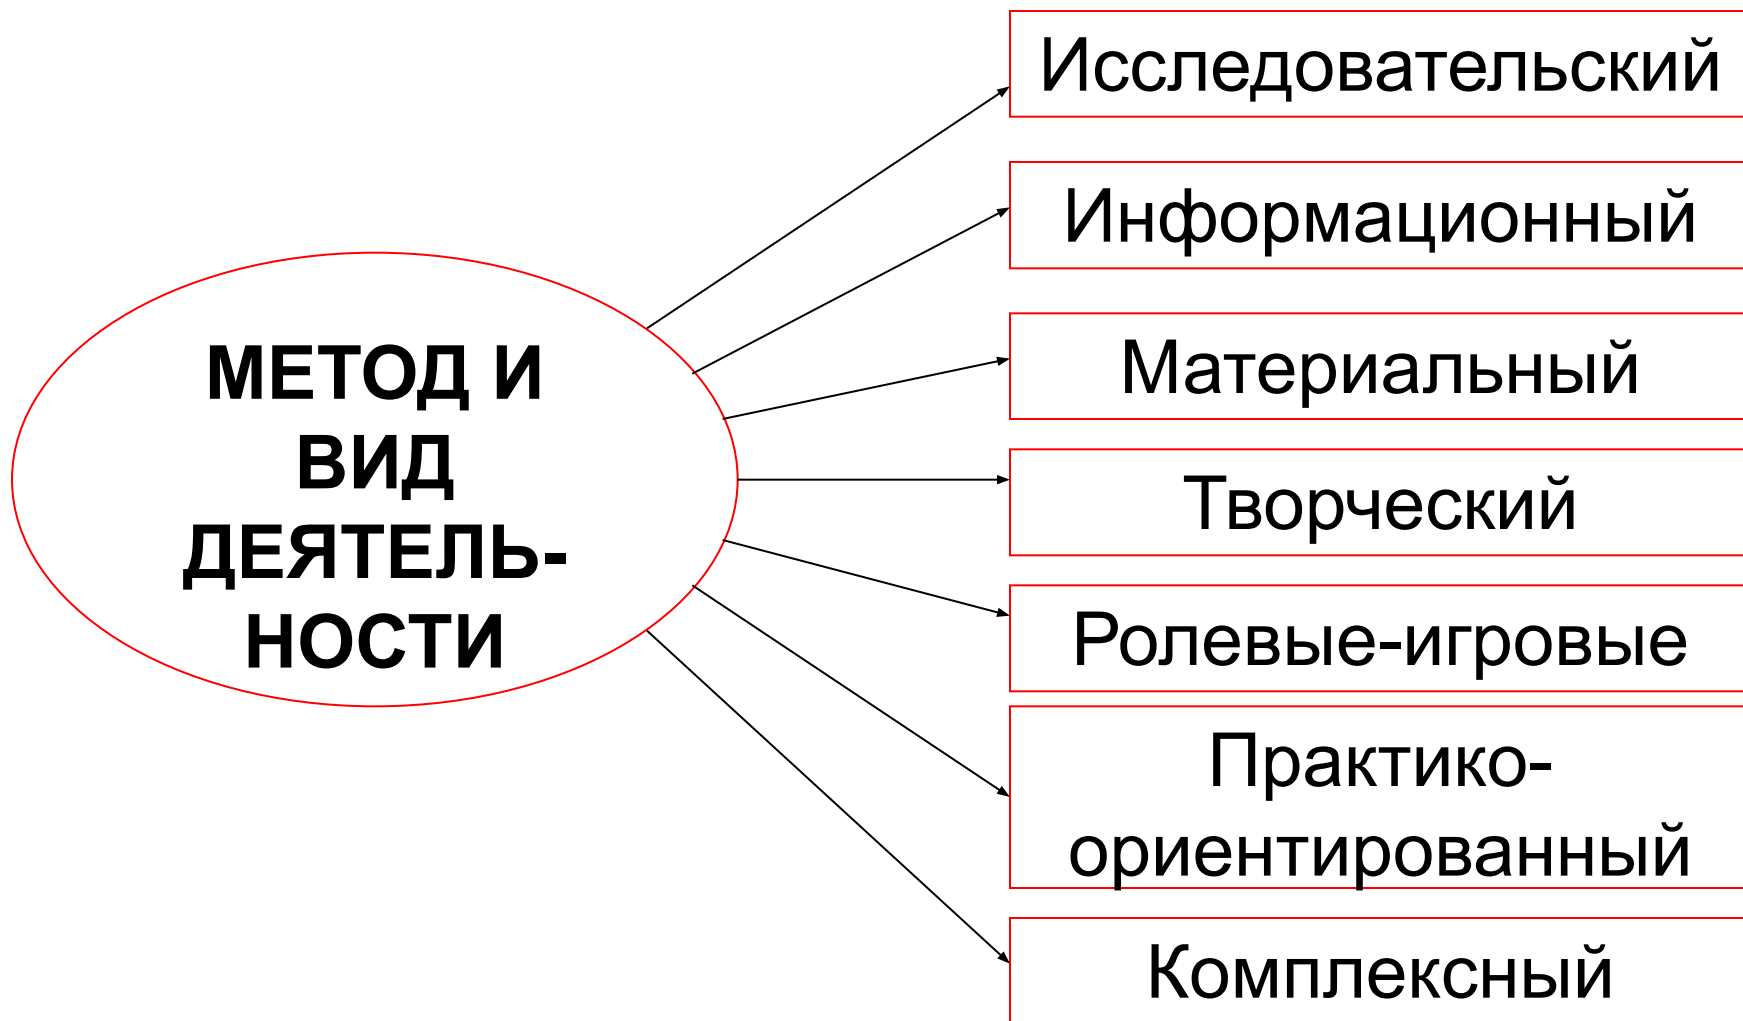 МЕТОД И
ВИД
ДЕЯТЕЛЬ-
НОСТИ
Исследовательский
Информационный
Материальный
Творческий
Ролевые-игровые
Практико-
ориентированный
Комплексный